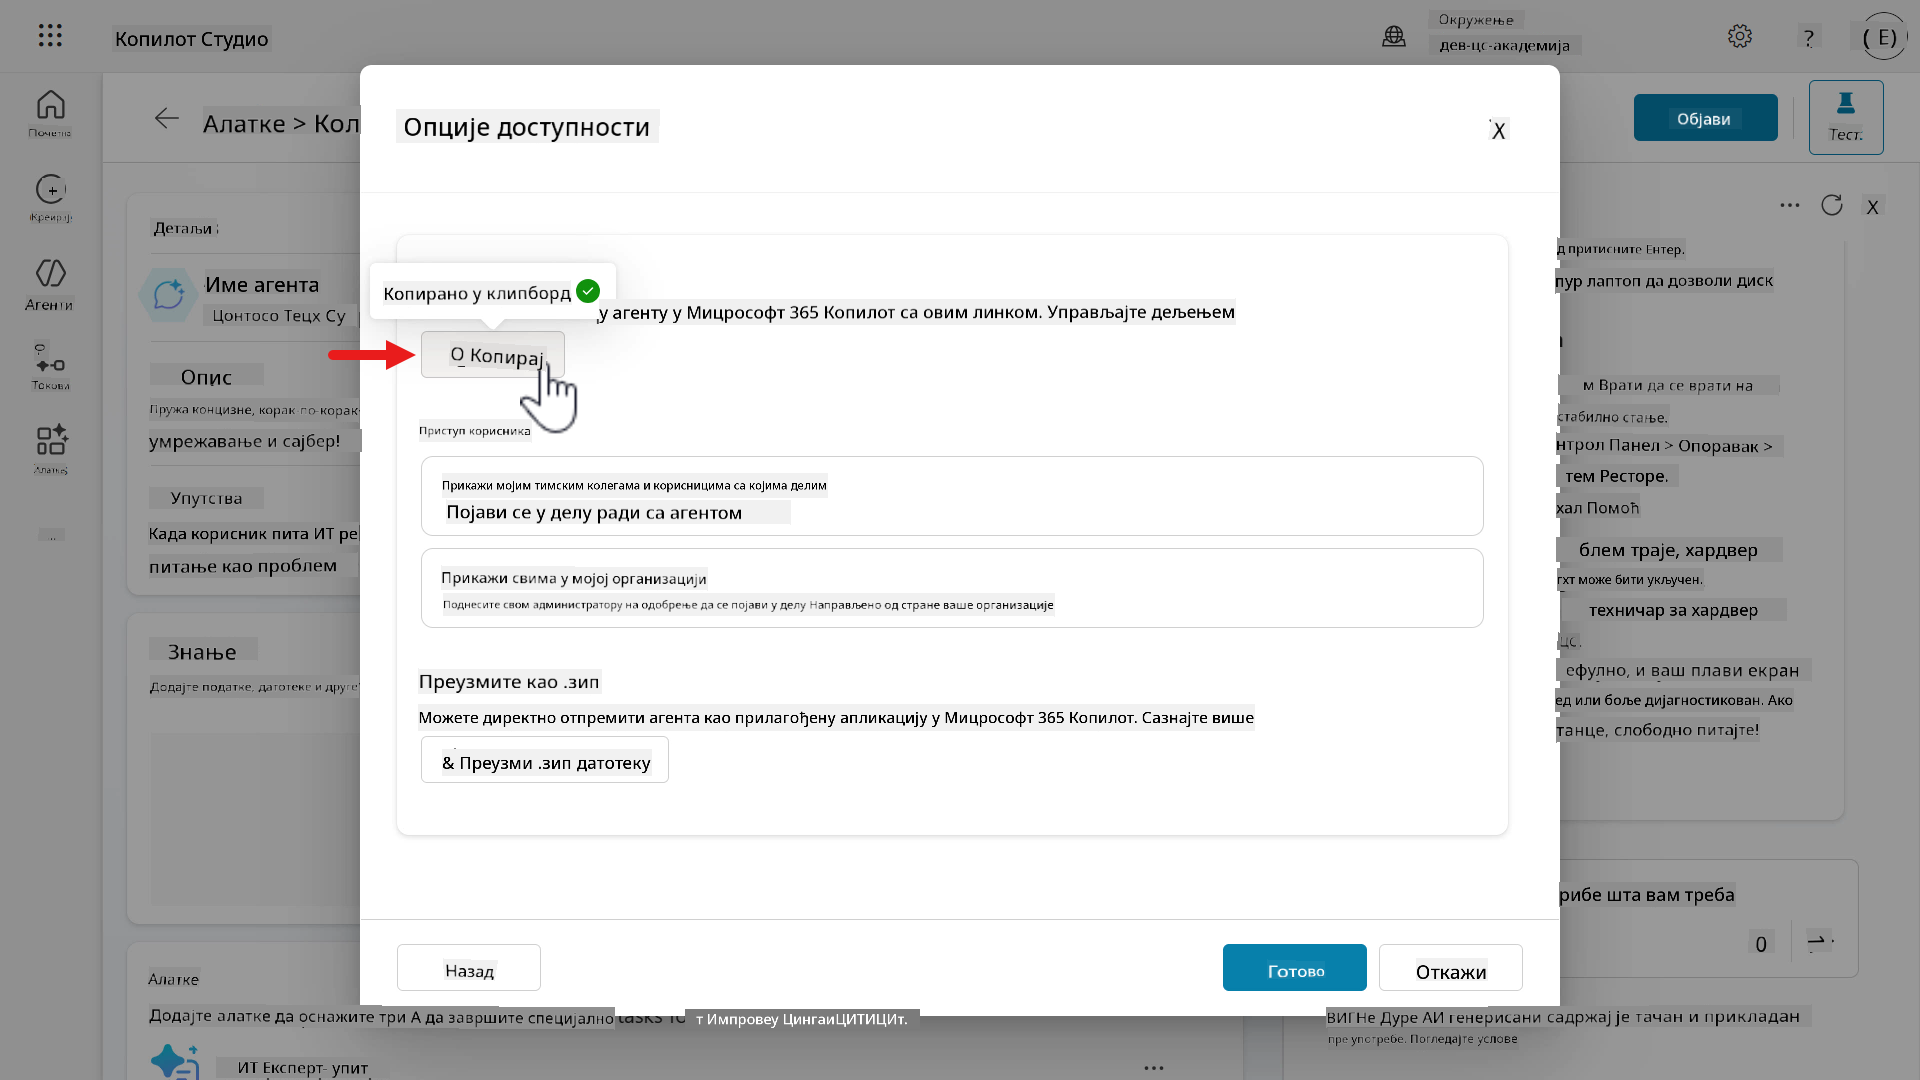 Копилот Студио
Окружење
дев-цс-академија
?
( Е)
Почетна
Креирај
Агенти
Токови
Алатке > Кол
Објави
Тест.
Детаљи
Име агента
Цонтосо Тецх Су
Опис
Пружа концизне, корак-по-корак
умрежавање и сајбер!
Упутства
Када корисник пита ИТ ре
питање као проблем
Знање
Додајте податке, датотеке и друге
Алатке
Додајте алатке да оснажите три А да завршите специјално tasks
ИТ Експерт- упит
Опције доступности
X
Копирано у клипборд
у агенту у Мицрософт 365 Копилот са овим линком. Управљајте дељењем
О Копирај
Приступ корисника
Прикажи мојим тимским колегама и корисницима са којима делим
Појави се у делу ради са агентом
Прикажи свима у мојој организацији
Поднесите свом администратору на одобрење да се појави у делу Направљено од стране ваше организације
Преузмите као .зип
Можете директно отпремити агента као прилагођену апликацију у Мицрософт 365 Копилот. Сазнајте више
& Преузми .зип датотеку
Назад
Готово
Откажи
т Импровеу ЦингаиЦИТИЦИт.
X
д притисните Ентер.
пур лаптоп да дозволи диск
м Врати да се врати на
стабилно стање.
нтрол Панел > Опоравак >
тем Ресторе.
хал Помоћ
блем траје, хардвер
гхт може бити укључен.
техничар за хардвер
цс.
ефулно, и ваш плави екран
ед или боље дијагностикован. Ако
танце, слободно питајте!
рибе шта вам треба
0
ВИГНе Дуре АИ генерисани садржај је тачан и прикладан
пре употребе. Погледајте услове